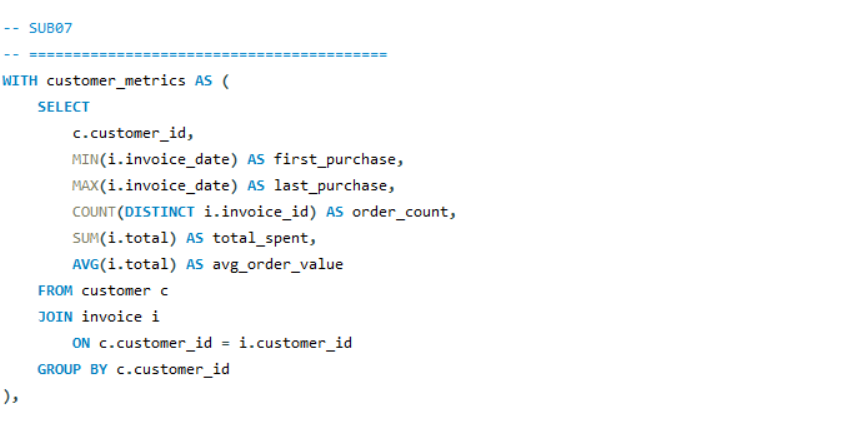 -- SUB07
-- =========================================
WITH customer_metrics AS (
    SELECT
        c.customer_id,
        MIN(i.invoice_date) AS first_purchase,
        MAX(i.invoice_date) AS last_purchase,
        COUNT(DISTINCT i.invoice_id) AS order_count,
        SUM(i.total) AS total_spent,
        AVG(i.total) AS avg_order_value
    FROM customer c
    JOIN invoice i
        ON c.customer_id = i.customer_id
    GROUP BY c.customer_id
),